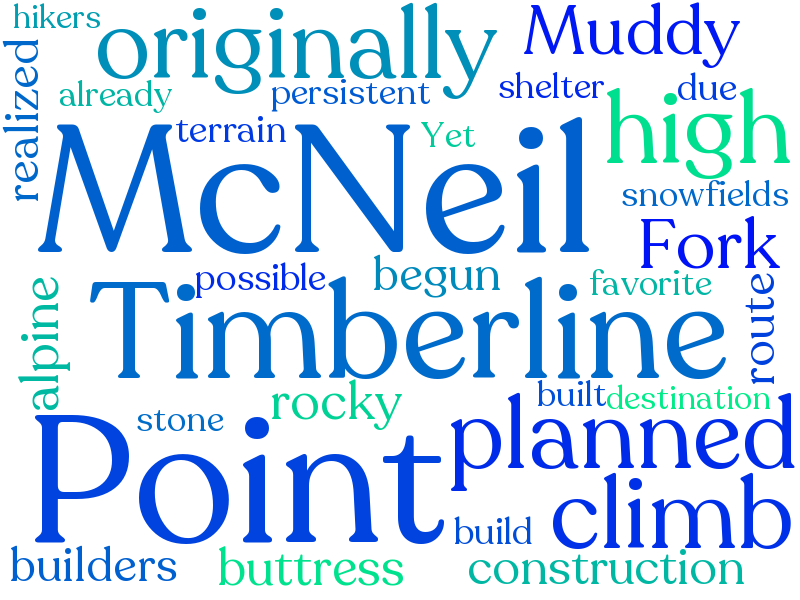 hikers
originally
Muddy
realized
already
persistent
shelter
due
terrain
Yet
high
McNeil
snowfields
Fork
possible
begun
favorite
route
alpine
Timberline
rocky
built
destination
stone
planned
Point
climb
build
builders
buttress
construction